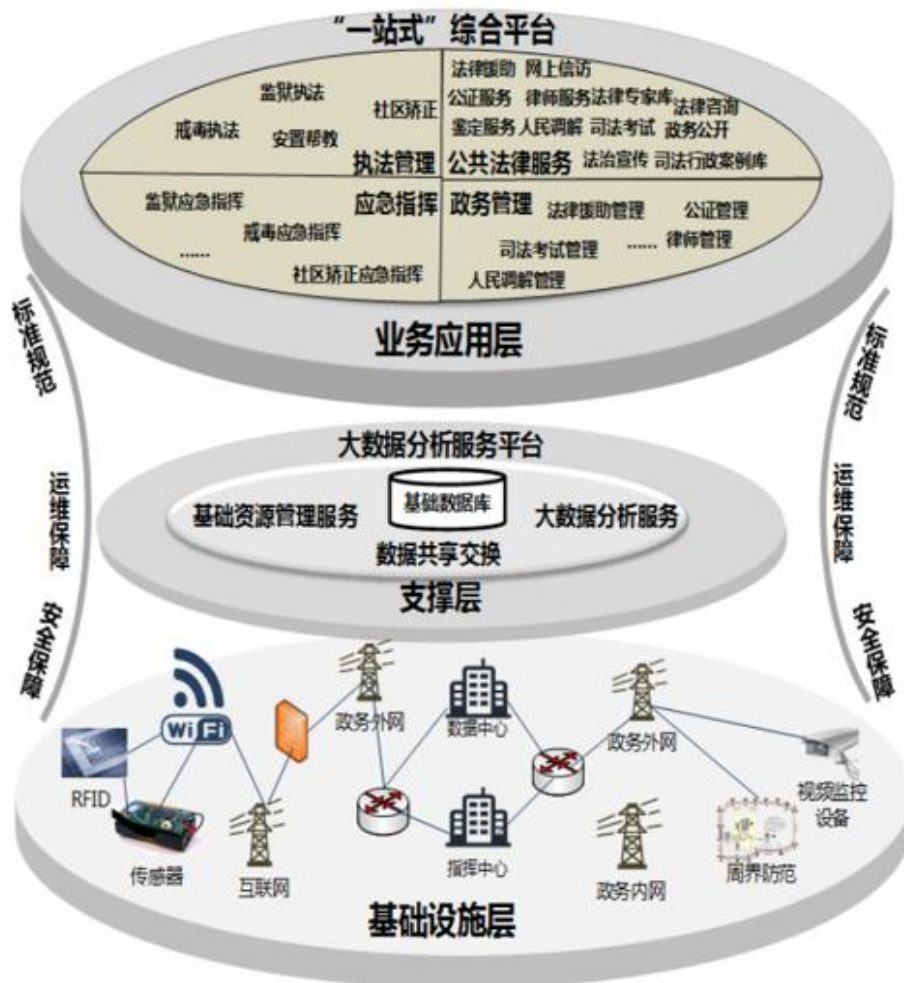 “一站式”综合平台
法律援助 网上信访
监狱执法
社区矫正
公证服务 律师服务 法律专家库 法律咨询
戒毒执法
安置帮教
鉴定服务 人民调解 司法考试 政务公开
执法管理
公共法律服务 法治宣传 司法行政案例库
监狱应急指挥
应急指挥
戒毒应急指挥
……
社区矫正应急指挥
政务管理
法律援助管理 公证管理
司法考试管理 …… 律师管理
人民调解管理
业务应用层
标准规范
运维保障
安全保障
标准规范
运维保障
安全保障
大数据分析服务平台
基础资源管理服务
基础数据库
大数据分析服务
数据共享交换
支撑层
WiFi
政务外网
数据中心
政务外网
RFID
视频监控
设备
传感器
互联网
指挥中心
政务内网
周界防范
基础设施层